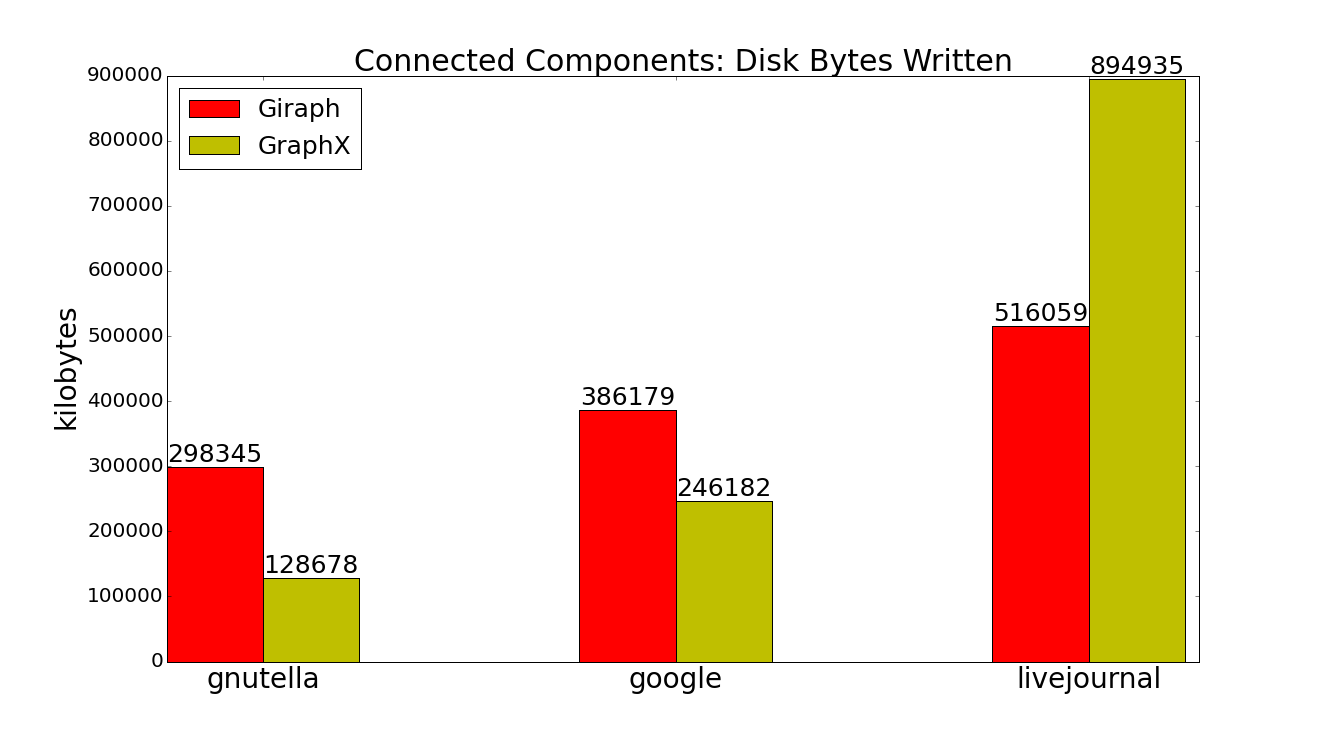 Connected Components: Disk Bytes Written
900000
800000
700000
600000
500000
400000
300000
200000
100000
0
kilobytes
Giraph
GraphX
298345
128678
386179
246182
516059
894935
gnutella
google
livejournal